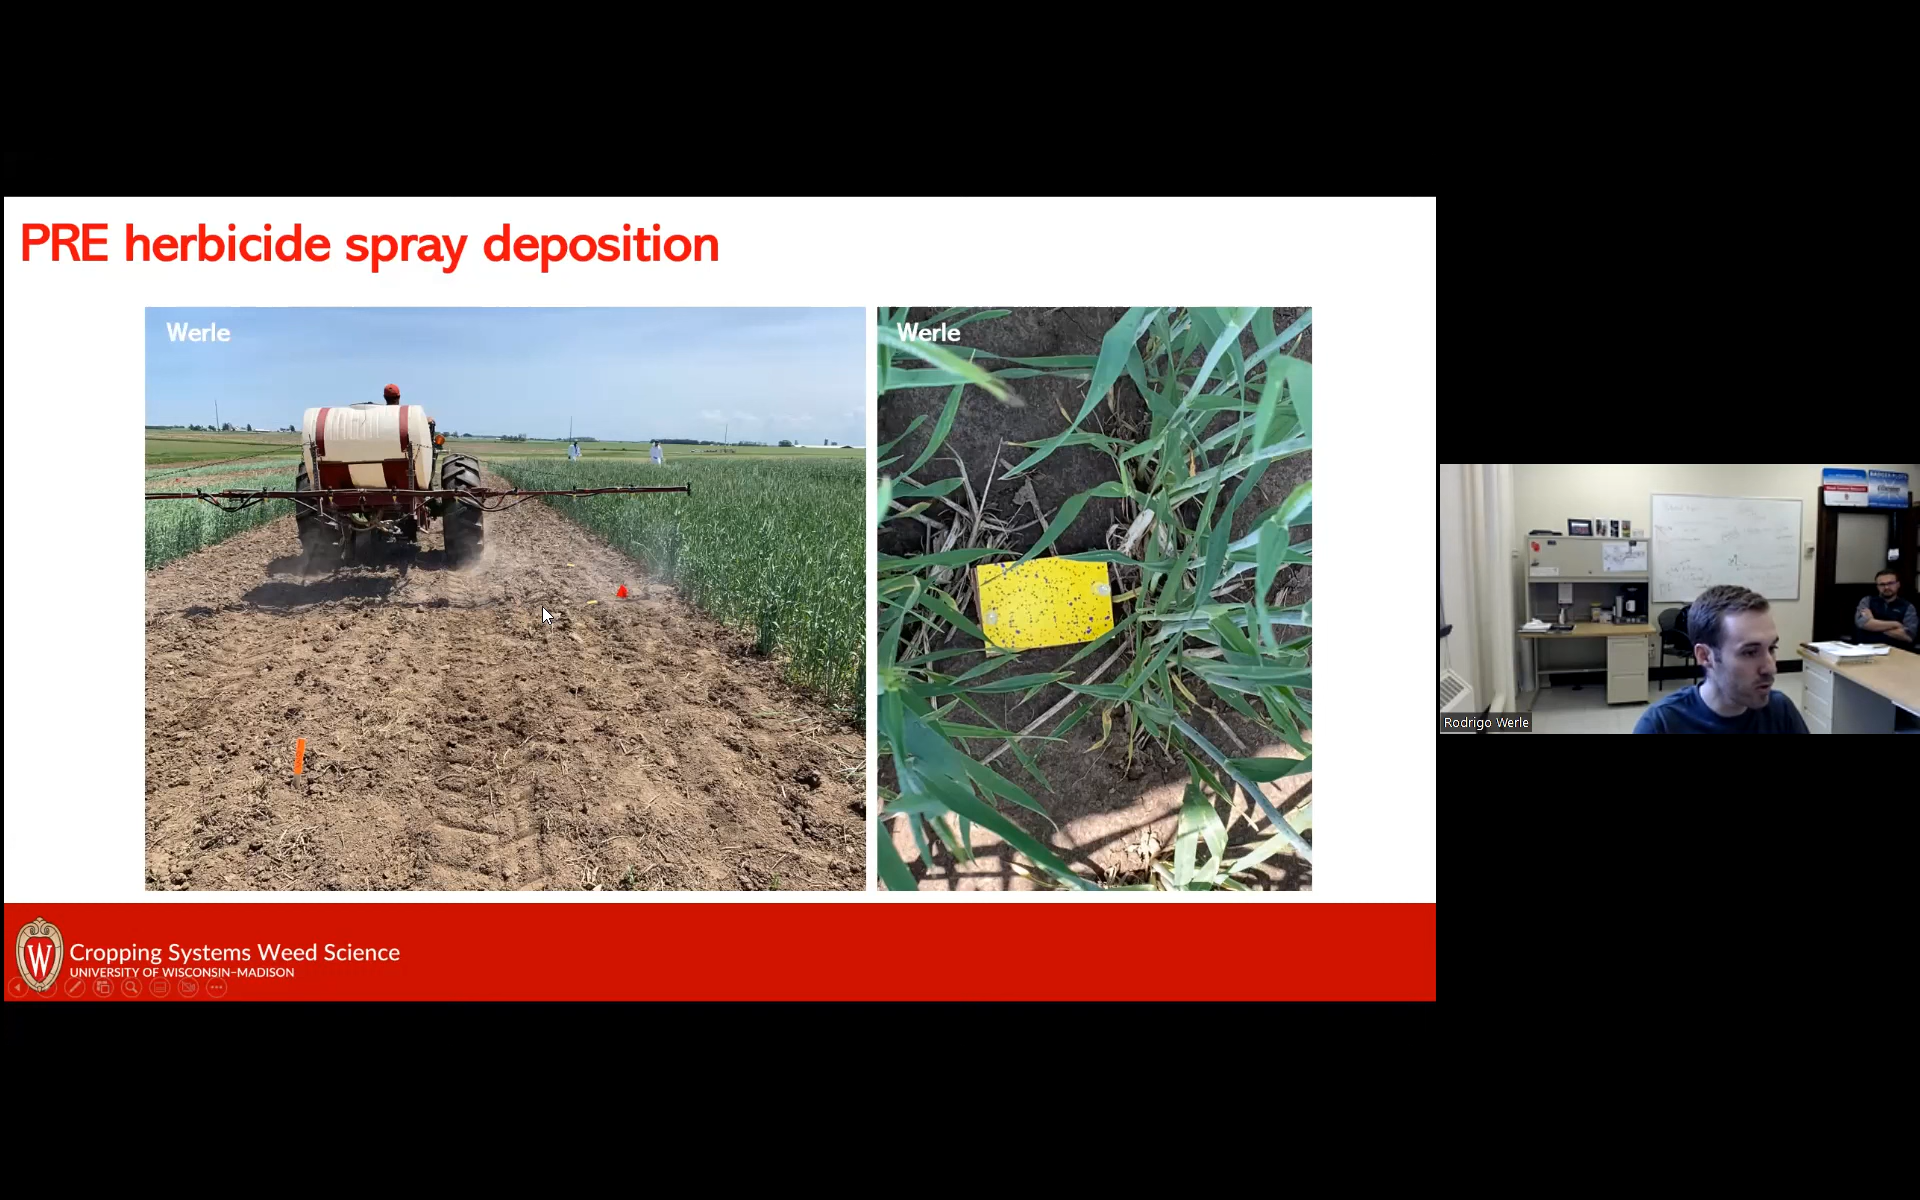 PRE herbicide spray deposition
Werle
Werle
W
Cropping Systems Weed Science
UNIVERSITY OF WISCONSIN–MADISON
Rodrigo Werle